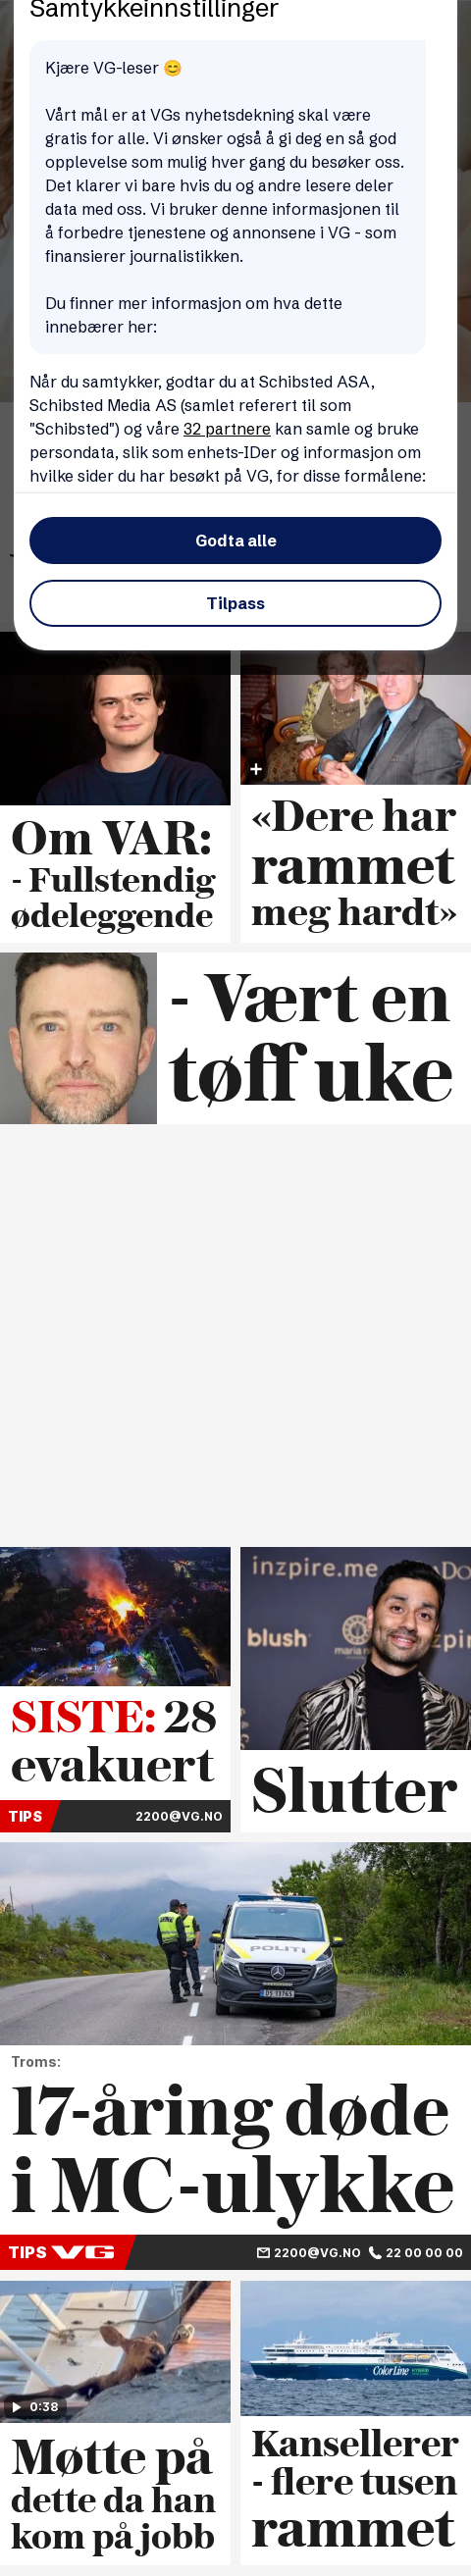 Samtykkeinnstillinger
Kjære VG-leser 😊
Vårt mål er at VGs nyhetsdekning skal være
gratis for alle. Vi ønsker også å gi deg en så god
opplevelse som mulig hver gang du besøker oss.
Det klarer vi bare hvis du og andre lesere deler
data med oss. Vi bruker denne informasjonen til
å forbedre tjenestene og annonsene i VG - som
finansierer journalistikken.
Du finner mer informasjon om hva dette
innebærer her:
Når du samtykker, godtar du at Schibsted ASA,
Schibsted Media AS (samlet referert til som
"Schibsted") og våre 32 partnere kan samle og bruke
persondata, slik som enhets-IDer og informasjon om
hvilke sider du har besøkt på VG, for disse formålene:
Godta alle
Tilpass
Om VAR:
- Fullstendig
ødeleggende
«Dere har
rammet
meg hardt»
- Vært en
tøff uke
SISTE: 28
evakuert
TIPS 2200@VG.NO
inzpire.me
blush
Slutter
POLITI
Troms:
17-åring døde
i MC-ulykke
TIPS VG 2200@VG.NO 22 00 00 00
0:38
Møtte på
dette da han
kom på jobb
Color Line HYBRID
Kansellerer
- flere tusen
rammet